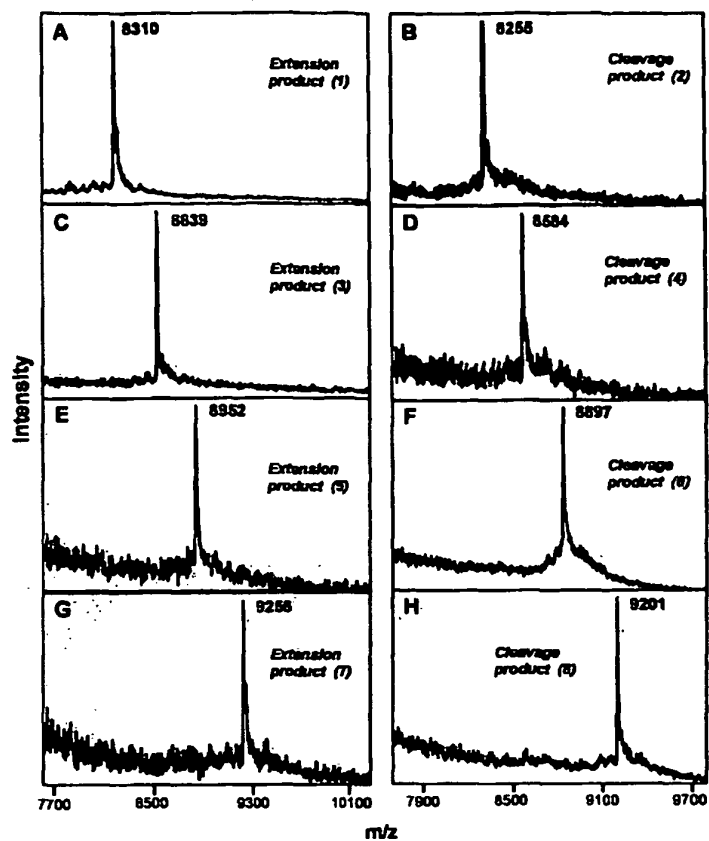 A
8310
Extension
product (1)
B
8255
Cleavage
product (2)
C
8639
Extension
product (3)
D
8584
Cleavage
product (4)
E
8952
Extension
product (5)
F
8897
Cleavage
product (6)
G
9256
Extension
product (7)
H
9201
Cleavage
product (8)
Intensity
7700 8500 9300 10100
7900 8500 9100 9700
m/z